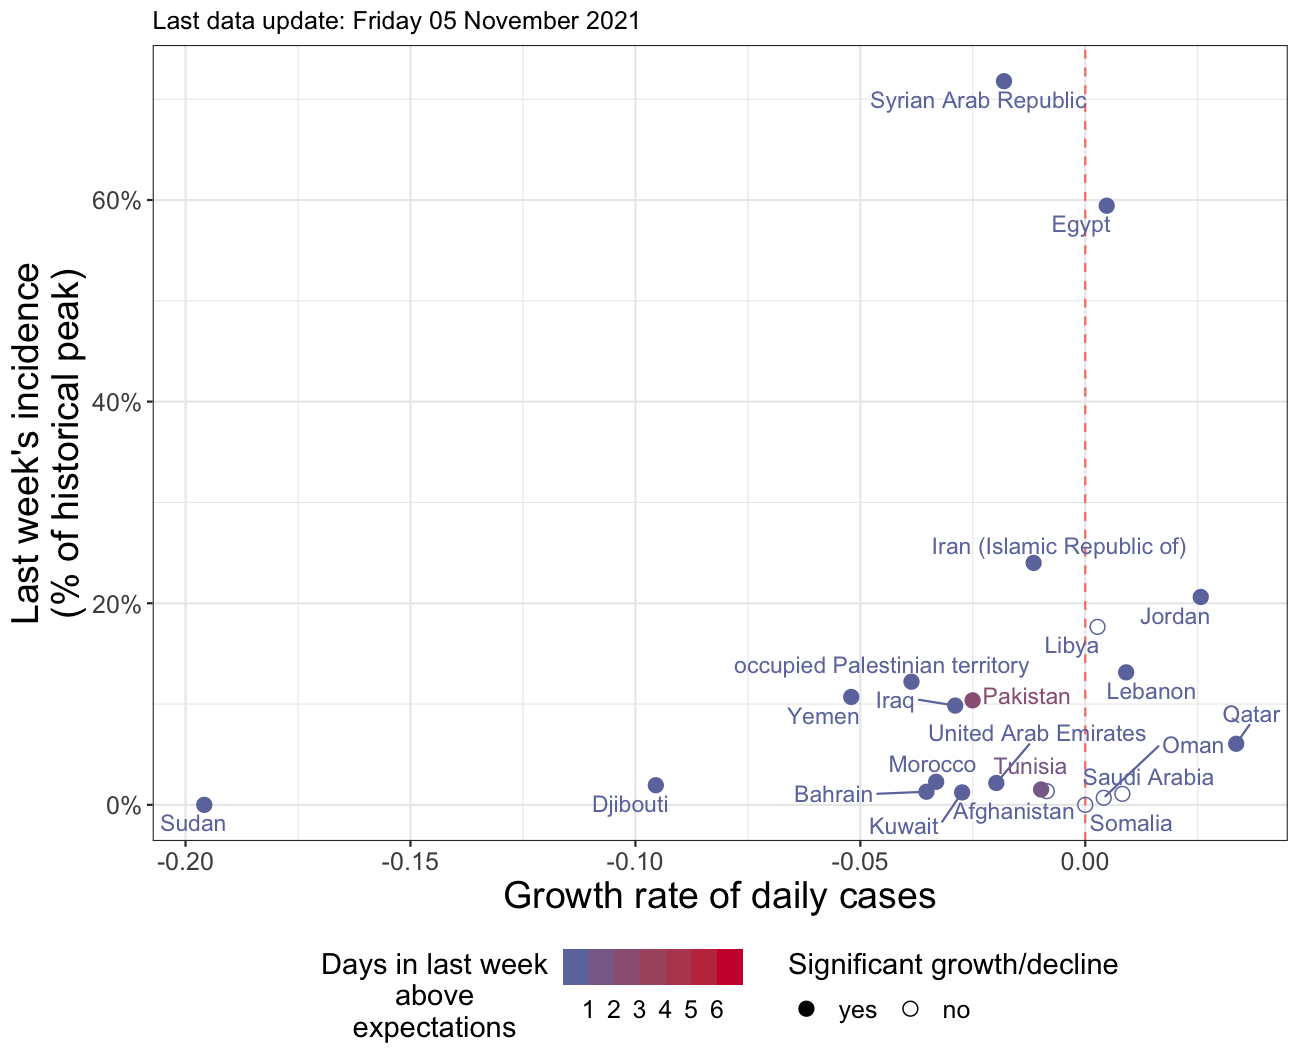 Last data update: Friday 05 November 2021
Last week's incidence
(% of historical peak)
60%
40%
20%
0%
Syrian Arab Republic
Egypt
Iran (Islamic Republic of)
Jordan
Libya
occupied Palestinian territory
Lebanon
Yemen
Iraq
Pakistan
Qatar
United Arab Emirates
Oman
Morocco
Tunisia
Saudi Arabia
Bahrain
Djibouti
Afghanistan
Kuwait
Somalia
Sudan
-0.20
-0.15
-0.10
-0.05
0.00
Growth rate of daily cases
Days in last week
above
expectations
1 2 3 4 5 6
Significant growth/decline
yes
no